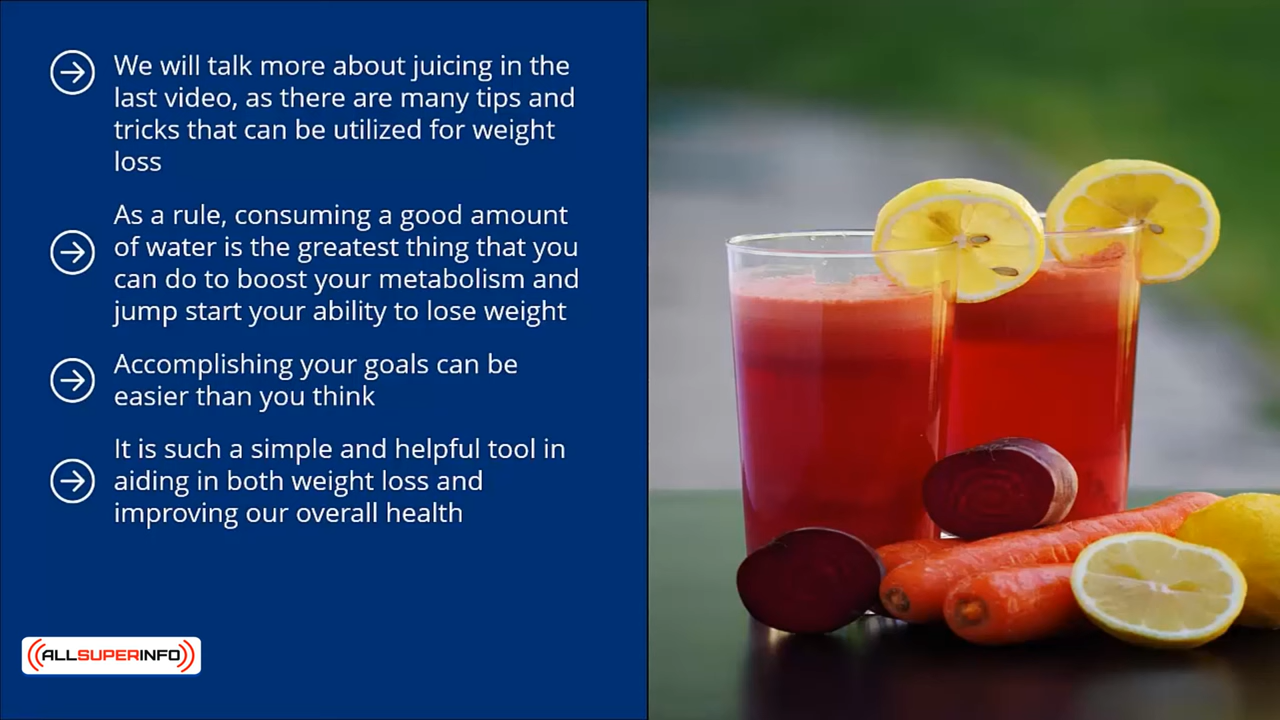 We will talk more about juicing in the
last video, as there are many tips and
tricks that can be utilized for weight
loss
As a rule, consuming a good amount
of water is the greatest thing that you
can do to boost your metabolism and
jump start your ability to lose weight
Accomplishing your goals can be
easier than you think
It is such a simple and helpful tool in
aiding in both weight loss and
improving our overall health
ALLSUPERINFO